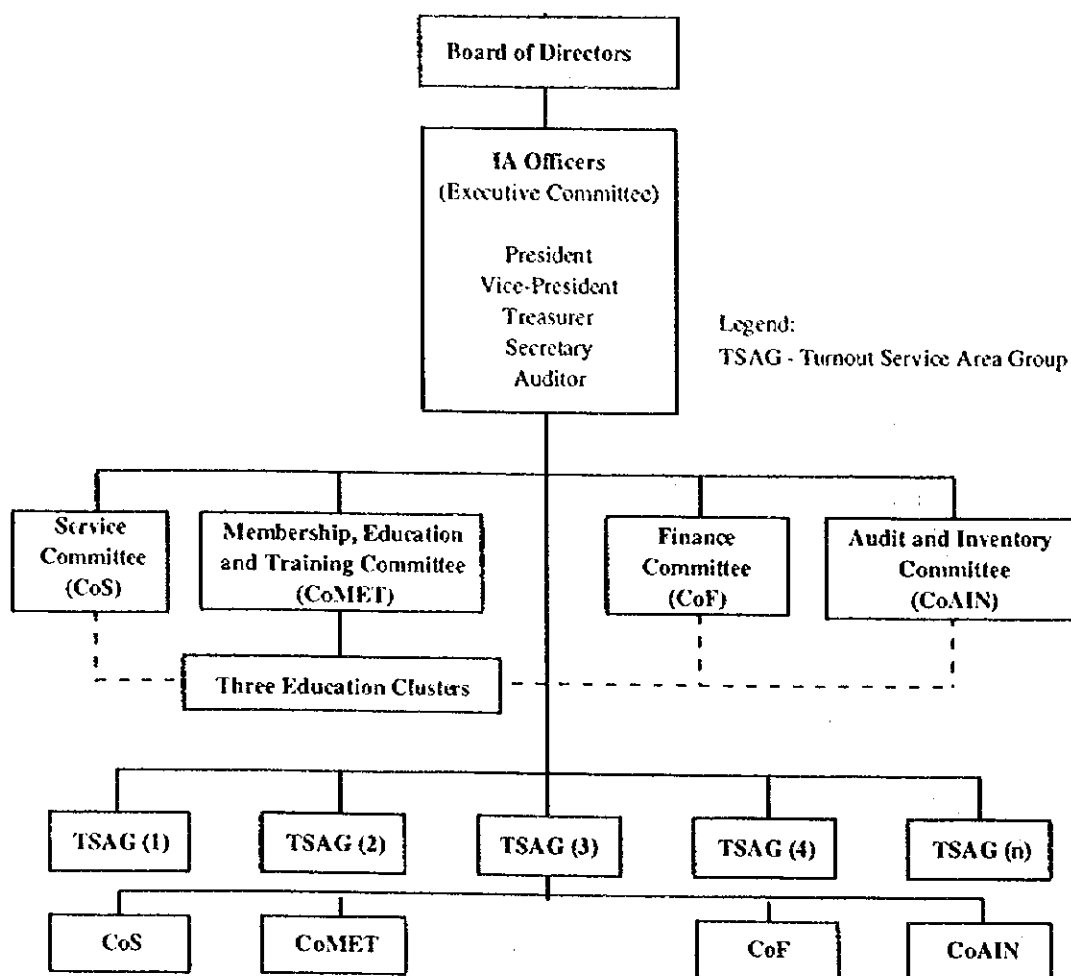 Board of Directors
IA Officers
(Executive Committee)
President
Vice-President
Treasurer
Secretary
Auditor
Legend:
TSAG - Turnout Service Area Group
Service
Committee
(CoS)
Membership, Education
and Training Committee
(CoMET)
Finance
Committee
(CoF)
Audit and Inventory
Committee
(CoAIN)
Three Education Clusters
TSAG (1)
TSAG (2)
TSAG (3)
TSAG (4)
TSAG (n)
CoS
CoMET
CoF
CoAIN